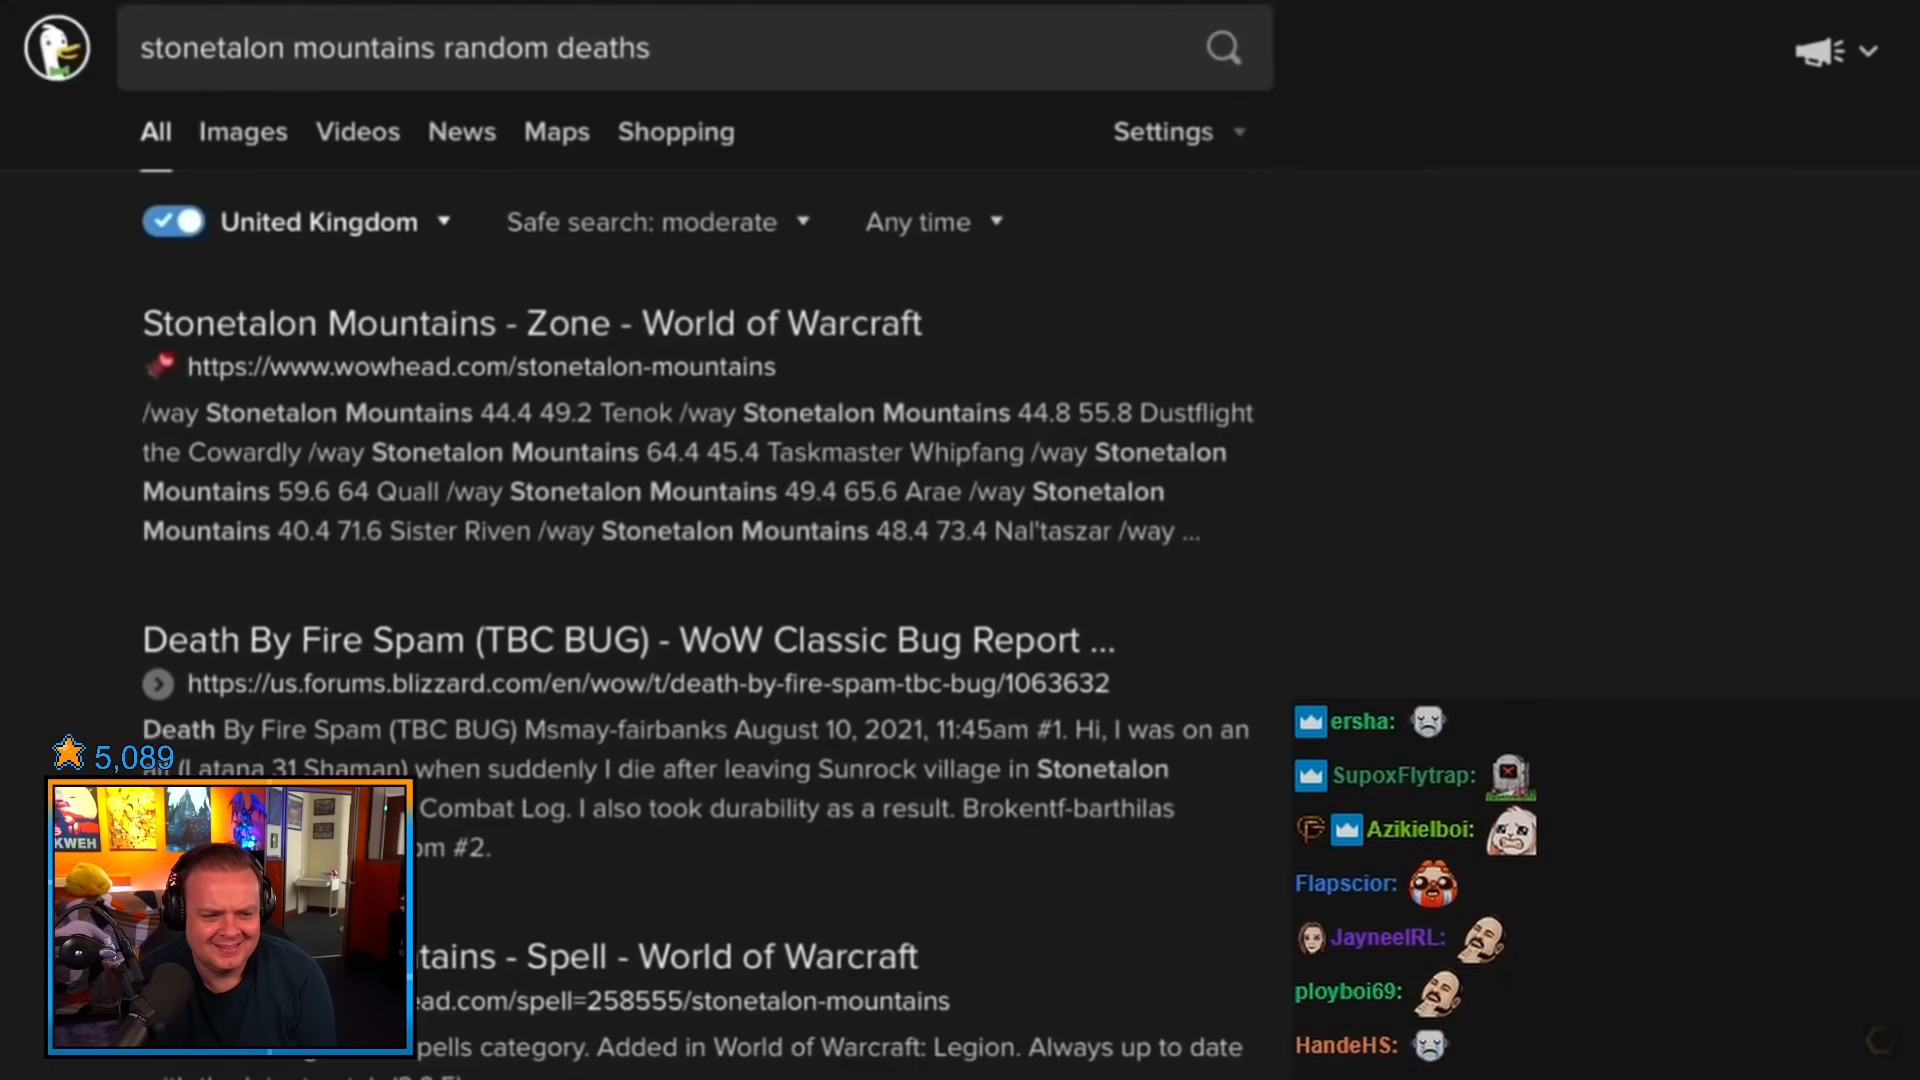 stonetalon mountains random deaths
All Images Videos News Maps Shopping Settings
United Kingdom Safe search: moderate Any time
Stonetalon Mountains - Zone - World of Warcraft
https://www.wowhead.com/stonetalon-mountains
/way Stonetalon Mountains 44.4 49.2 Tenok /way Stonetalon Mountains 44.8 55.8 Dustflight
the Cowardly /way Stonetalon Mountains 64.4 45.4 Taskmaster Whipfang /way Stonetalon
Mountains 59.6 64 Quall /way Stonetalon Mountains 49.4 65.6 Arae /way Stonetalon
Mountains 40.4 71.6 Sister Riven /way Stonetalon Mountains 48.4 73.4 Nal'taszar /way ...
Death By Fire Spam (TBC BUG) - WoW Classic Bug Report ...
https://us.forums.blizzard.com/en/wow/t/death-by-fire-spam-tbc-bug/1063632
Death By Fire Spam (TBC BUG) Msmay-fairbanks August 10, 2021, 11:45am #1. Hi, I was on an
(Latana 31 Shaman) when suddenly I die after leaving Sunrock village in Stonetalon
Combat Log. I also took durability as a result. Brokentf-barthilas
#2.
5,089
KWEH
tains - Spell - World of Warcraft
ead.com/spell=258555/stonetalon-mountains
pells category. Added in World of Warcraft: Legion. Always up to date
ersha:
SupoxFlytrap:
Azikielboi:
Flapscior:
JayneelRL:
ployboi69:
HandeHS: